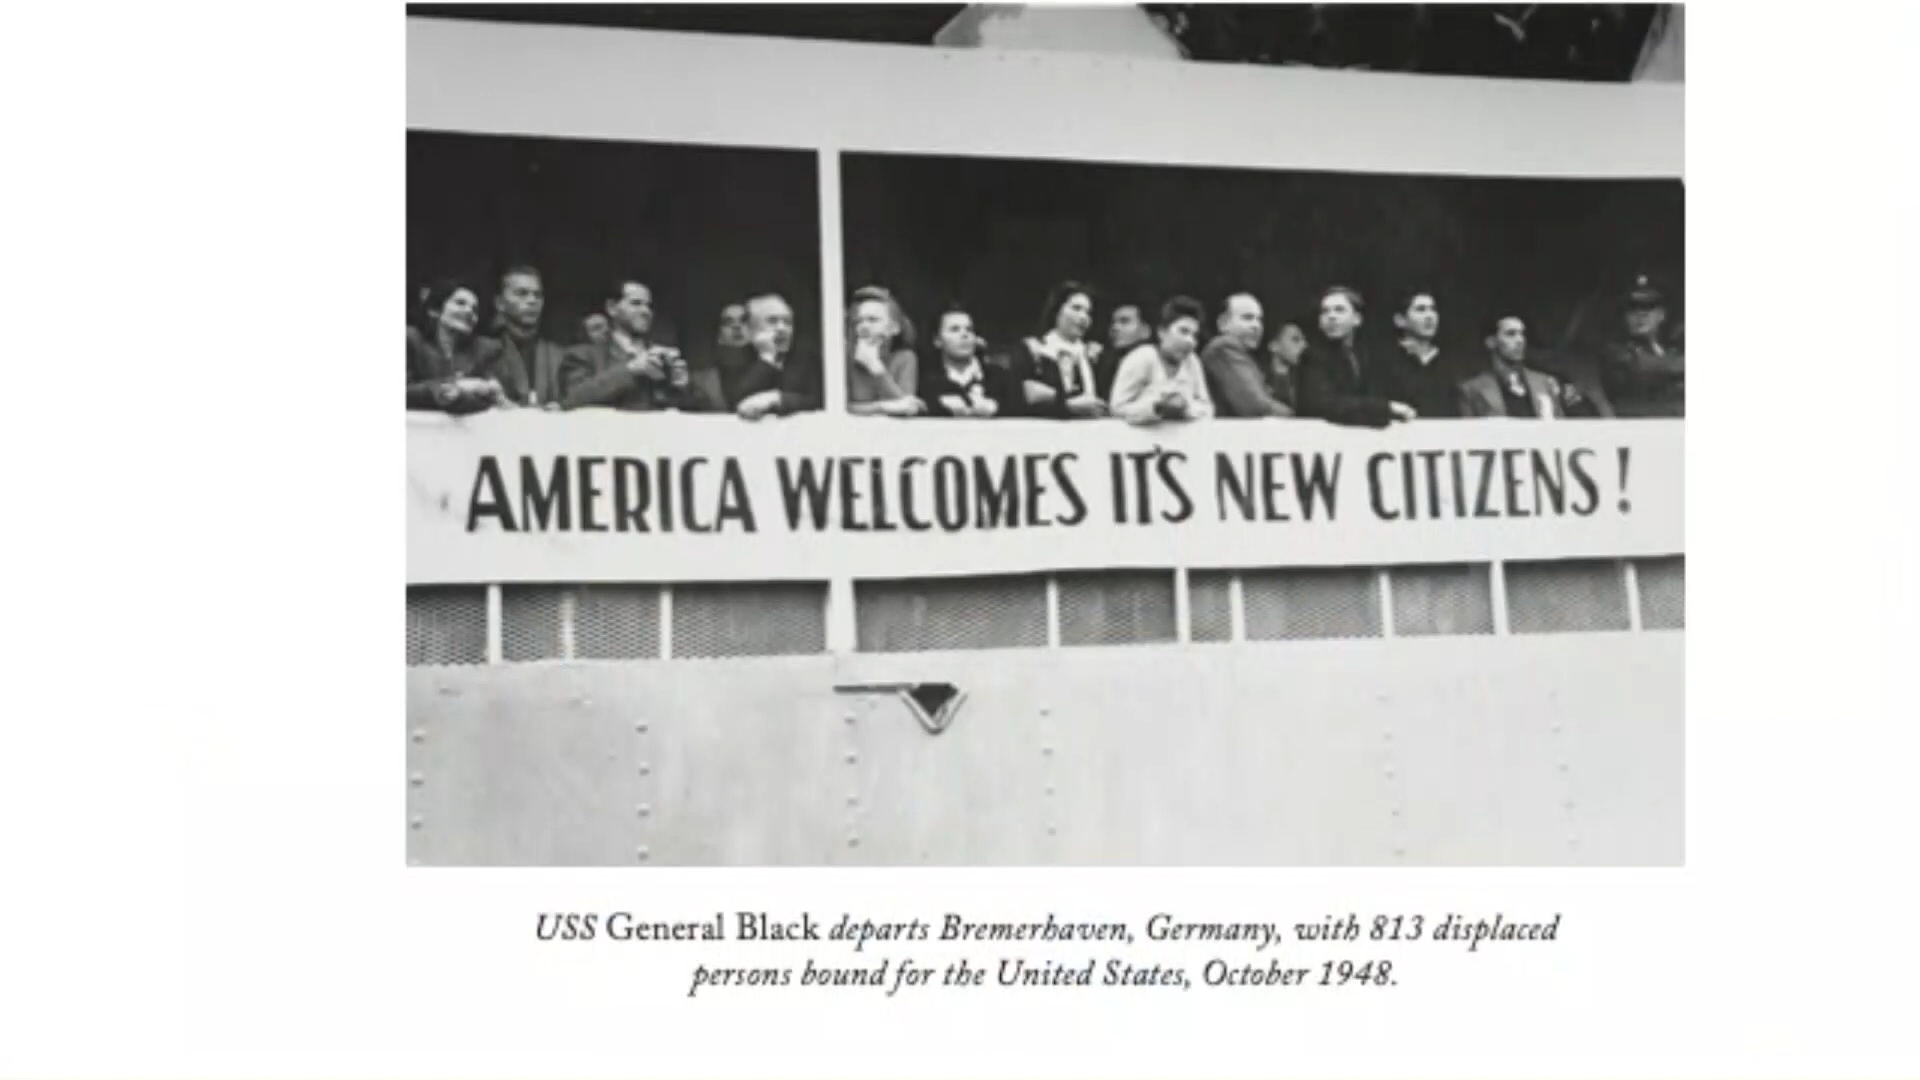 AMERICA WELCOMES IT'S NEW CITIZENS!
USS General Black departs Bremerhaven, Germany, with 813 displaced
persons bound for the United States, October 1948.